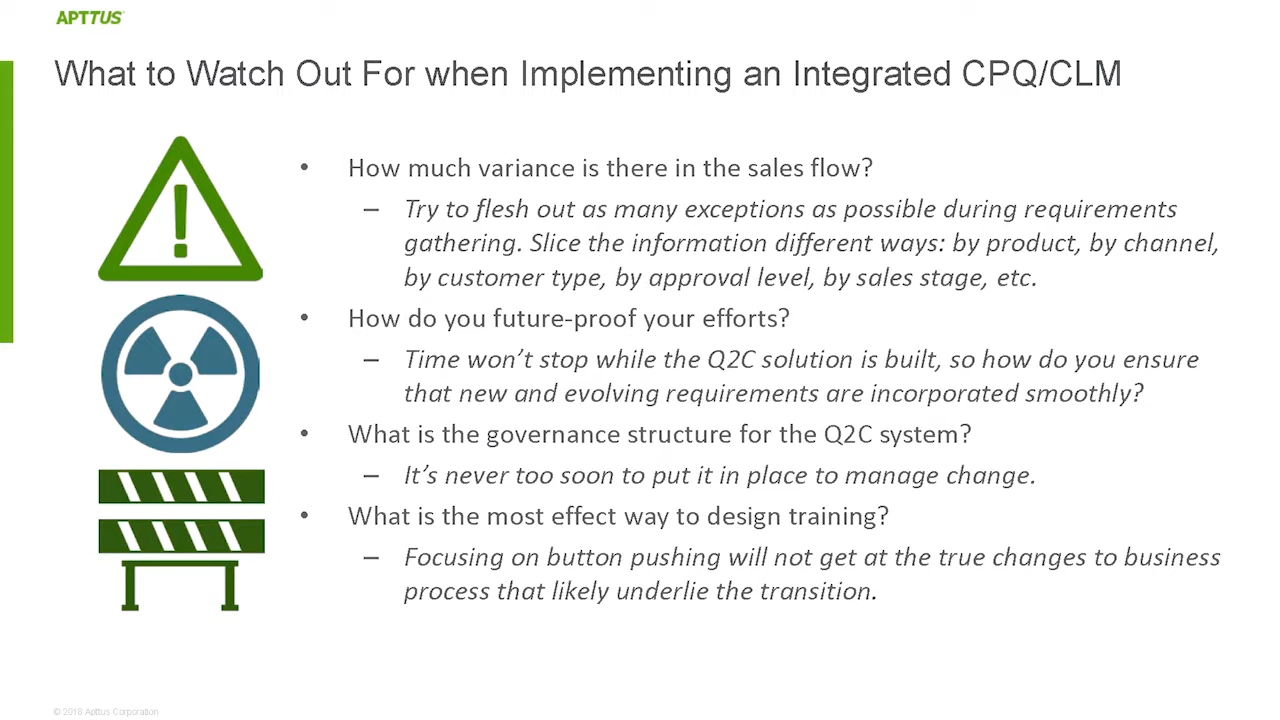 APTTUS
What to Watch Out For when Implementing an Integrated CPQ/CLM
• How much variance is there in the sales flow?
– Try to flesh out as many exceptions as possible during requirements
gathering. Slice the information different ways: by product, by channel,
by customer type, by approval level, by sales stage, etc.
• How do you future-proof your efforts?
– Time won’t stop while the Q2C solution is built, so how do you ensure
that new and evolving requirements are incorporated smoothly?
• What is the governance structure for the Q2C system?
– It’s never too soon to put it in place to manage change.
• What is the most effect way to design training?
– Focusing on button pushing will not get at the true changes to business
process that likely underlie the transition.
© 2018 Apttus Corporation